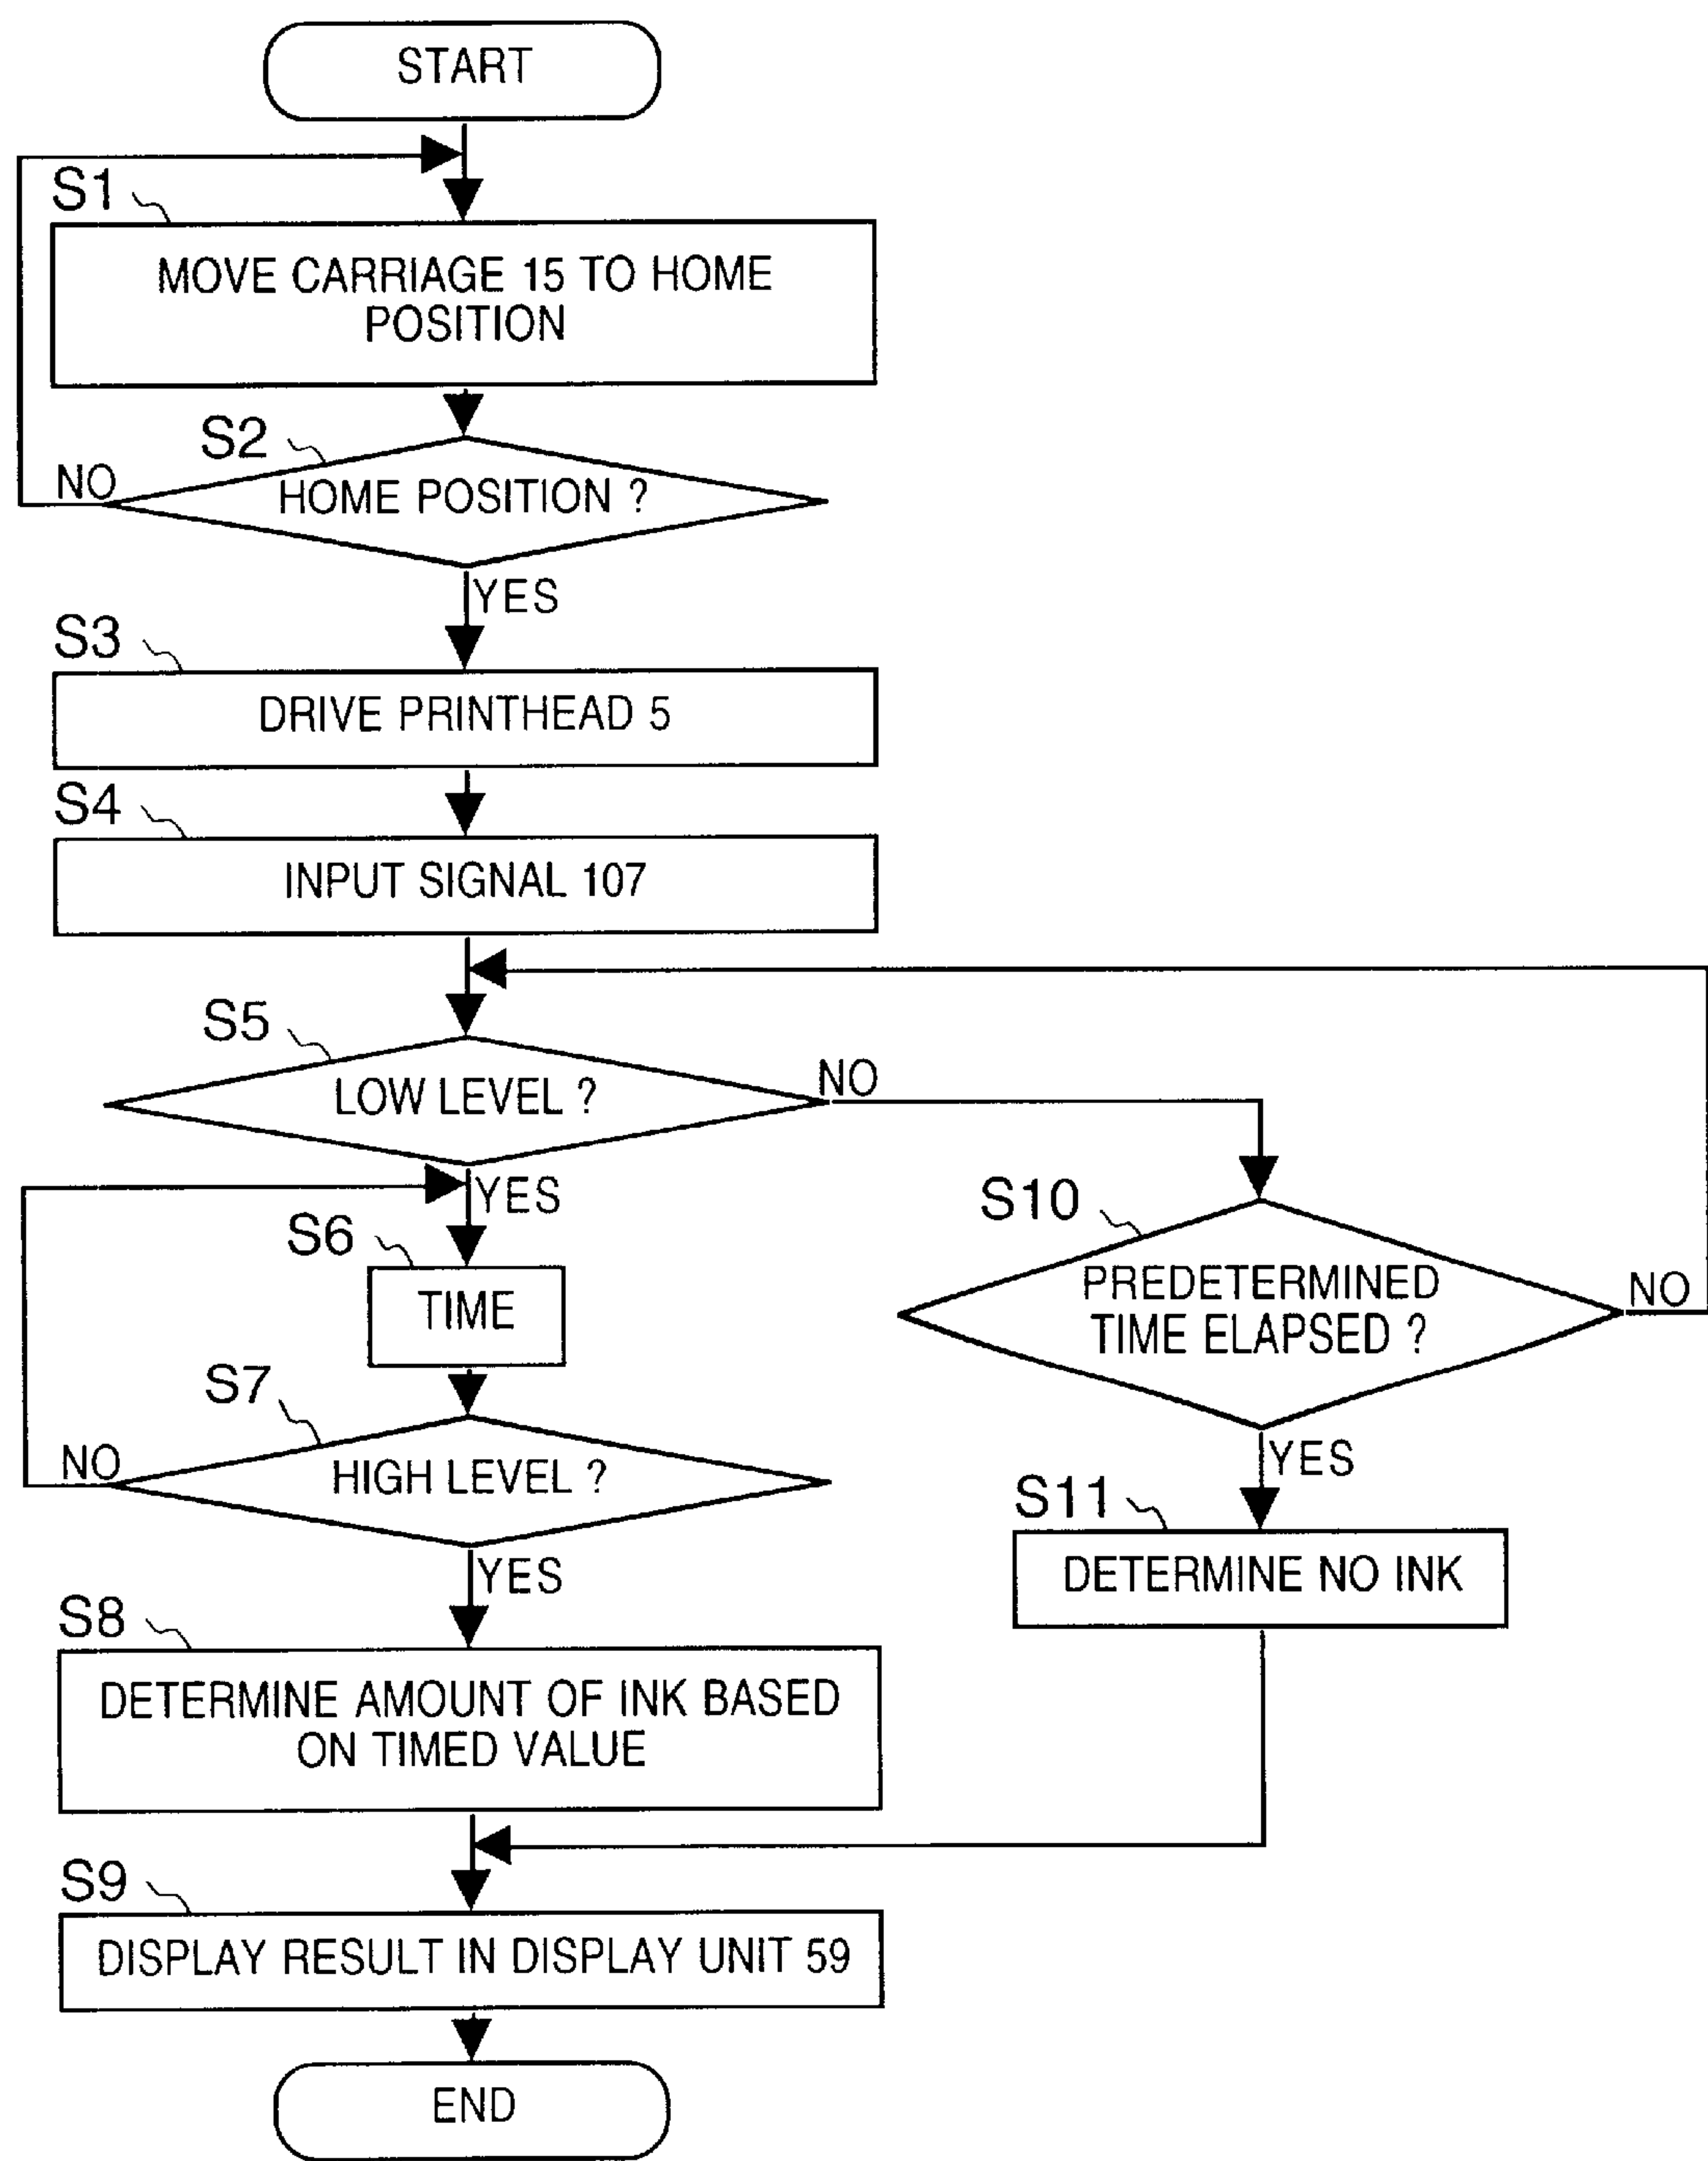 START
S1
MOVE CARRIAGE 15 TO HOME
POSITION
S2
NO
HOME POSITION ?
YES
S3
DRIVE PRINTHEAD 5
S4
INPUT SIGNAL 107
S5
LOW LEVEL ?
NO
YES
S6
TIME
S7
NO
HIGH LEVEL ?
YES
S8
DETERMINE AMOUNT OF INK BASED
ON TIMED VALUE
S10
PREDETERMINED
TIME ELAPSED ?
NO
YES
S11
DETERMINE NO INK
S9
DISPLAY RESULT IN DISPLAY UNIT 59
END